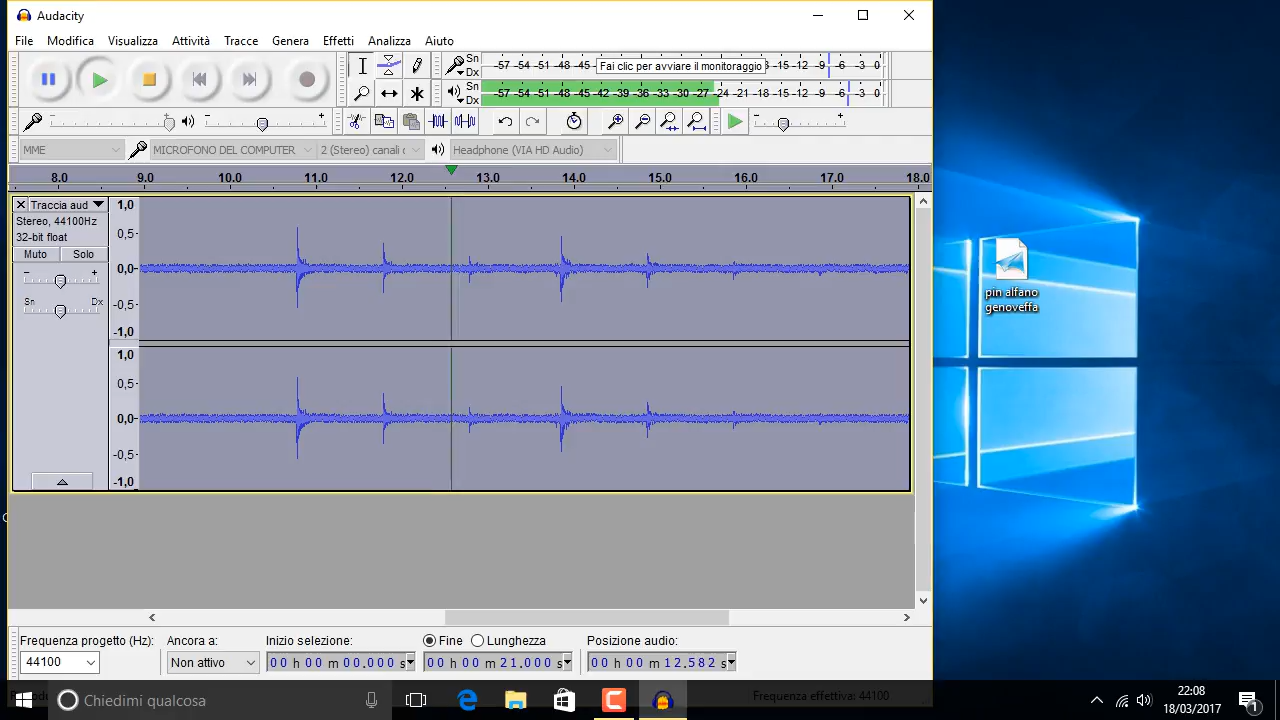 Audacity
File Modifica Visualizza Attività Tracce Genera Effetti Analizza Aiuto
Sn
Dx
-57 -54 -51 -48 -45 Fai clic per avviare il monitoraggio -15 -12 -9 -6 -3 0
Sn
Dx
-57 -54 -51 -48 -45 -42 -39 -36 -33 -30 -27 -24 -21 -18 -15 -12 -9 -6 -3 0
- + - +
- +
MME MICROFONO DEL COMPUTER 2 (Stereo) canali Headphone (VIA HD Audio)
8.0 9.0 10.0 11.0 12.0 13.0 14.0 15.0 16.0 17.0 18.0
Traccia aud
Stereo, 44100Hz
32-bit float
Muto Solo
- +
Sn Dx
1,0
0,5
0,0
-0,5
-1,0
1,0
0,5
0,0
-0,5
-1,0
pin alfano
genoveffa
Frequenza progetto (Hz): Ancora a: Inizio selezione: Fine Lunghezza Posizione audio:
44100 Non attivo 00 h 00 m 00.000 s 00 h 00 m 21.000 s 00 h 00 m 12.582 s
Frequenza effettiva: 44100
Chiedimi qualcosa
22:08
18/03/2017
1